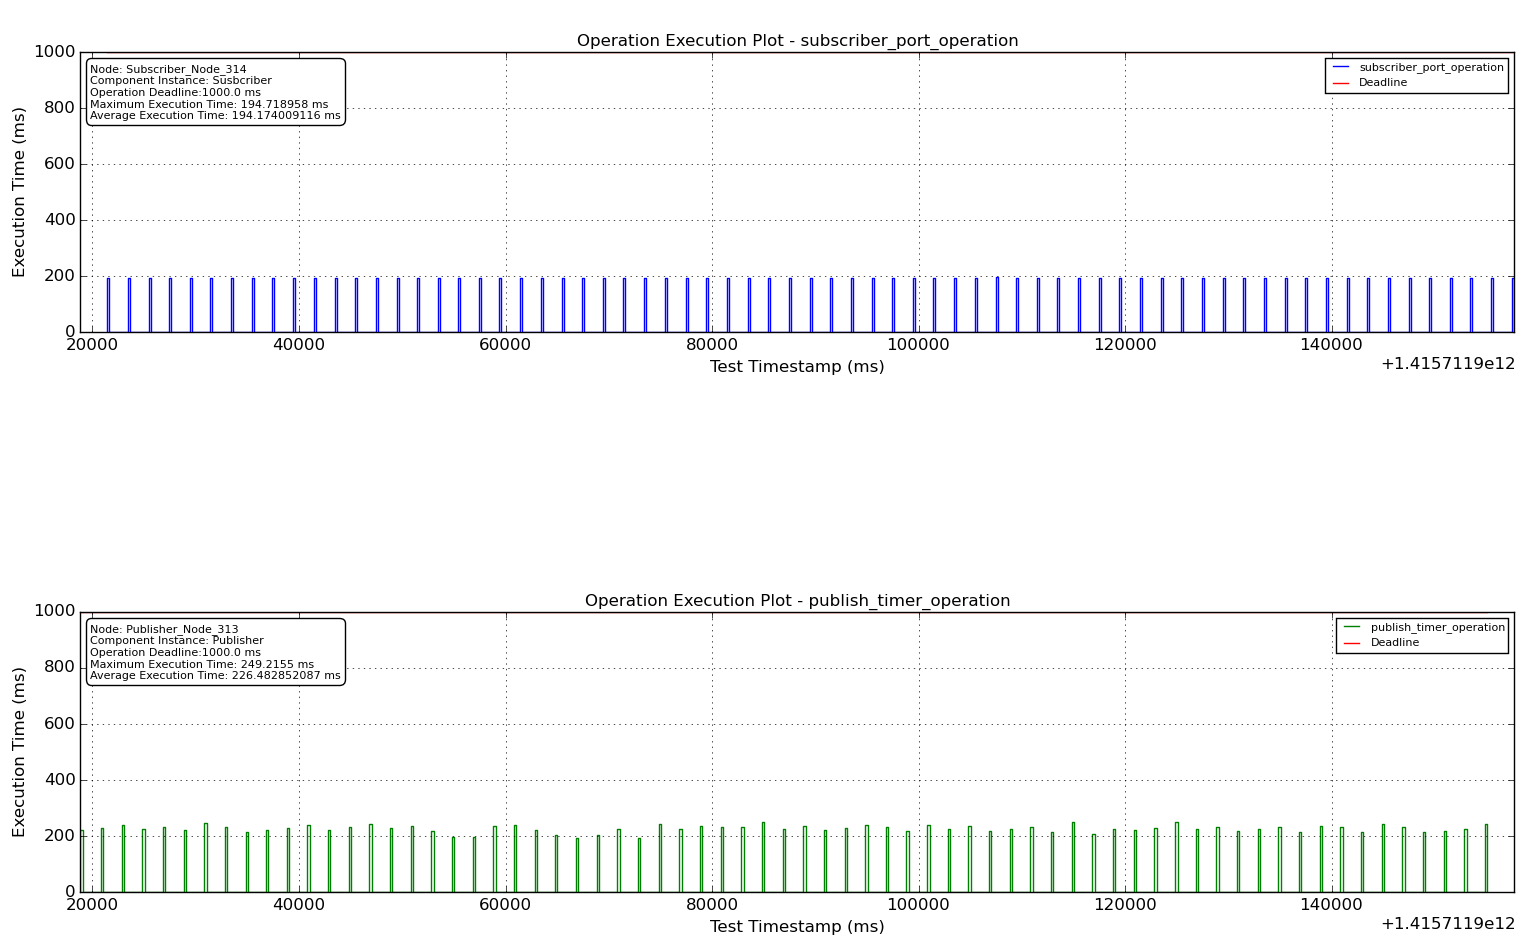 Operation Execution Plot - subscriber_port_operation
1000
800
600
400
200
0
Execution Time (ms)
Node: Subscriber_Node_314
Component Instance: Susbcriber
Operation Deadline:1000.0 ms
Maximum Execution Time: 194.718958 ms
Average Execution Time: 194.174009116 ms
subscriber_port_operation
Deadline
20000 40000 60000 80000 100000 120000 140000
Test Timestamp (ms)
+1.4157119e12
Operation Execution Plot - publish_timer_operation
1000
800
600
400
200
0
Execution Time (ms)
Node: Publisher_Node_313
Component Instance: Publisher
Operation Deadline:1000.0 ms
Maximum Execution Time: 249.2155 ms
Average Execution Time: 226.482852087 ms
publish_timer_operation
Deadline
20000 40000 60000 80000 100000 120000 140000
Test Timestamp (ms)
+1.4157119e12